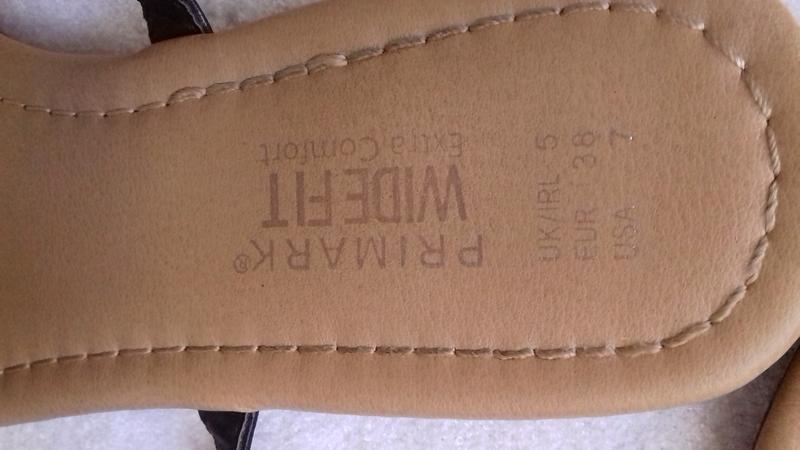 PRIMARK®
WIDEFIT
Extra Comfort
UK/IRL 5
EUR 38
USA 7